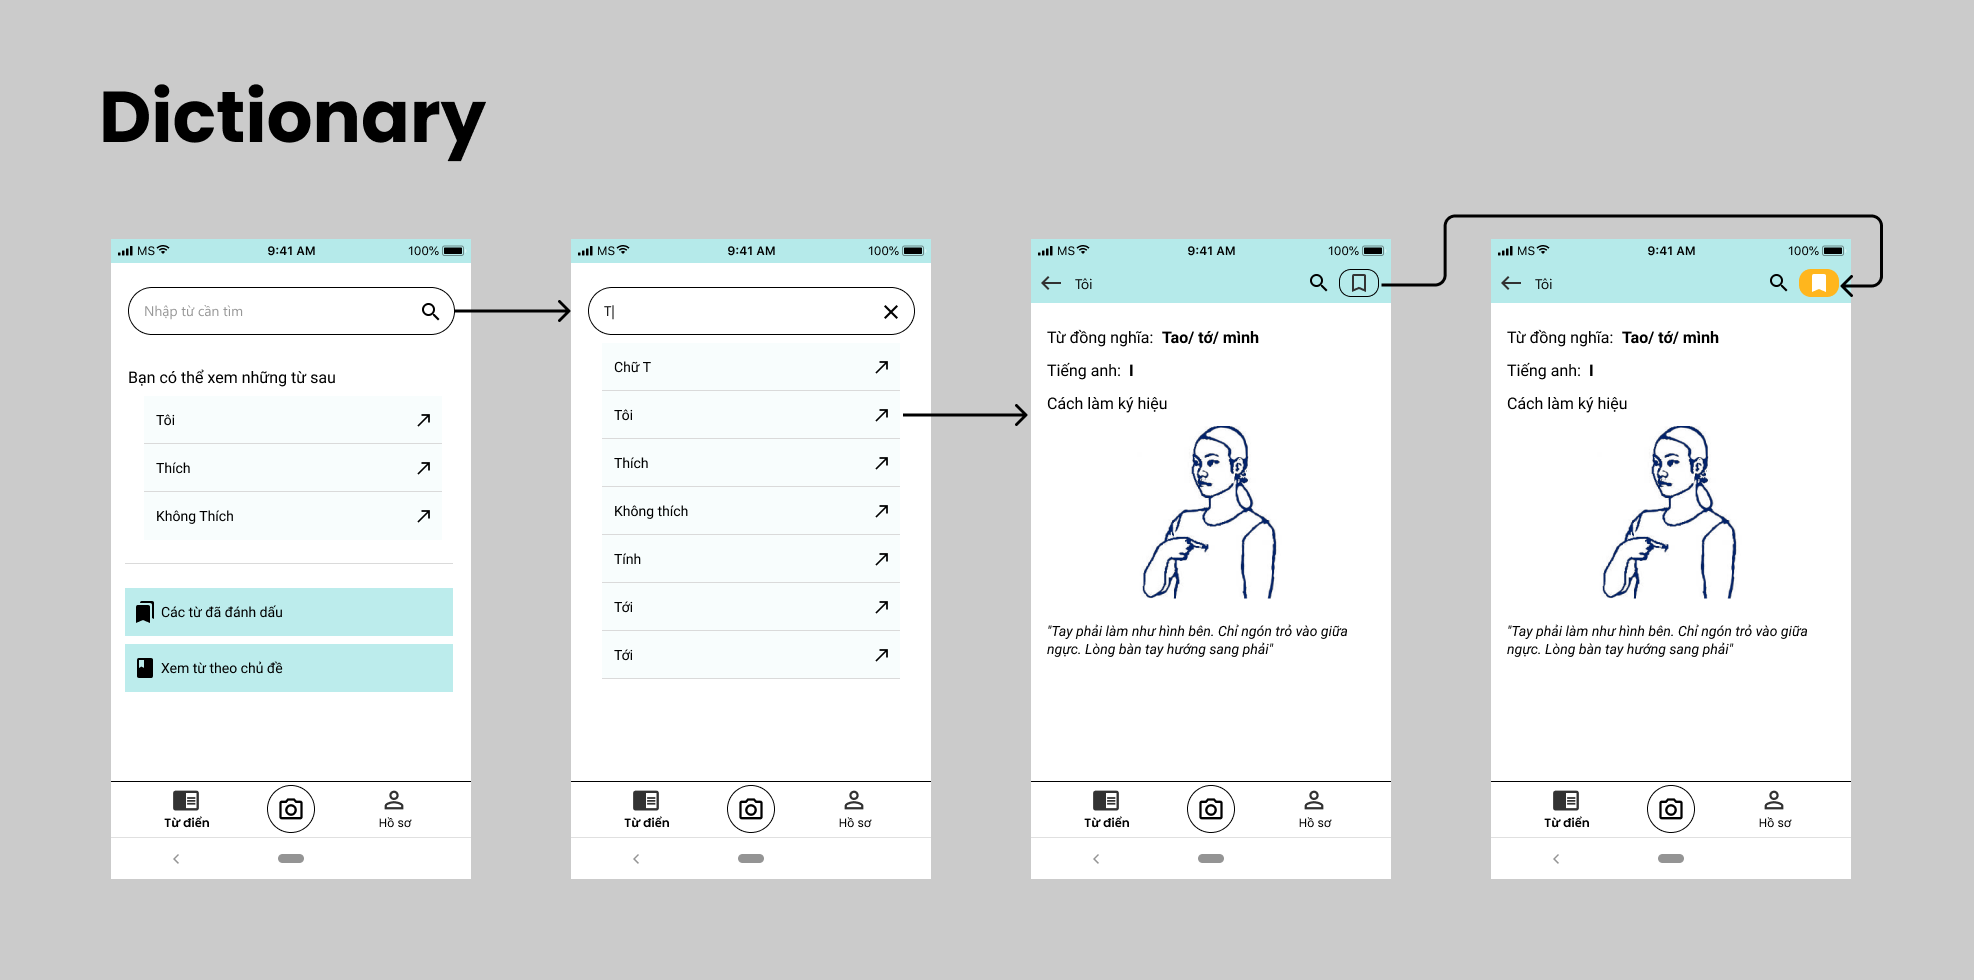 Dictionary
MS 9:41 AM 100%
Nhập từ cần tìm
Bạn có thể xem những từ sau
Tôi
Thích
Không Thích
Các từ đã đánh dấu
Xem từ theo chủ đề
Từ điển
Hồ sơ
MS 9:41 AM 100%
T
Chữ T
Tôi
Thích
Không thích
Tính
Tới
Tới
Từ điển
Hồ sơ
MS 9:41 AM 100%
Tôi
Từ đồng nghĩa: Tao/ tớ/ mình
Tiếng anh: I
Cách làm ký hiệu
"Tay phải làm như hình bên. Chỉ ngón trỏ vào giữa
ngực. Lòng bàn tay hướng sang phải"
Từ điển
Hồ sơ
MS 9:41 AM 100%
Tôi
Từ đồng nghĩa: Tao/ tớ/ mình
Tiếng anh: I
Cách làm ký hiệu
"Tay phải làm như hình bên. Chỉ ngón trỏ vào giữa
ngực. Lòng bàn tay hướng sang phải"
Từ điển
Hồ sơ